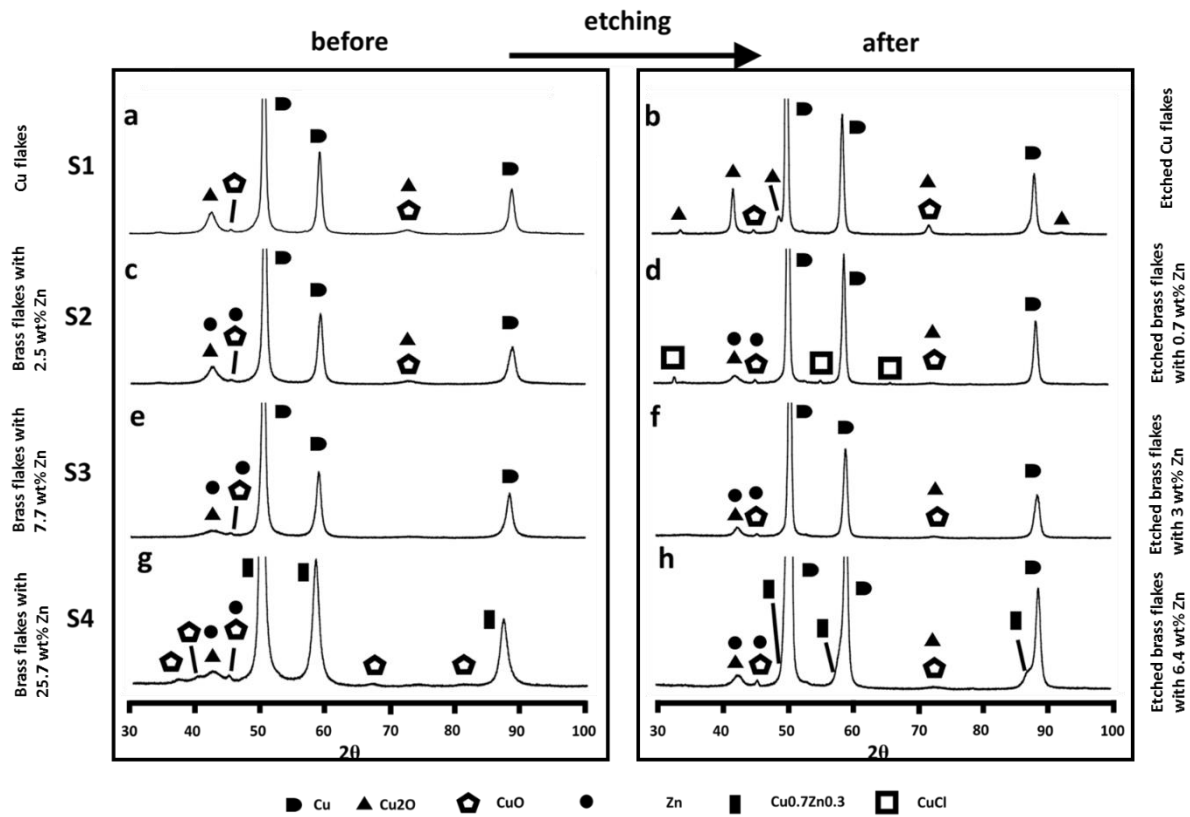 etching
before
after
a
b
Cu flakes
S1
Etched Cu flakes
c
d
Brass flakes with
2.5 wt% Zn
S2
Etched brass flakes
with 0.7 wt% Zn
e
f
Brass flakes with
7.7 wt% Zn
S3
Etched brass flakes
with 3 wt% Zn
g
h
Brass flakes with
25.7 wt% Zn
S4
Etched brass flakes
with 6.4 wt% Zn
30 40 50 60 70 80 90 100
2θ
30 40 50 60 70 80 90 100
2θ
Cu Cu2O CuO Zn Cu0.7Zn0.3 CuCl